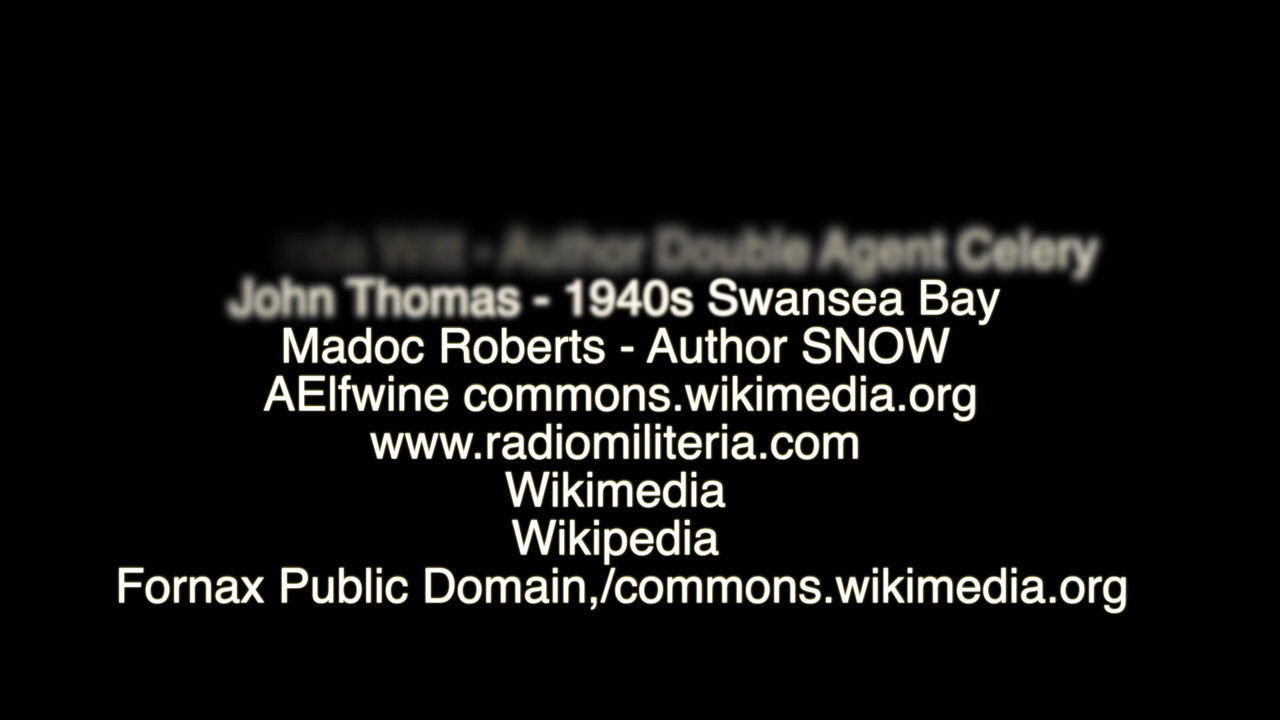 Witt - Author Double Agent Celery
John Thomas - 1940s Swansea Bay
Madoc Roberts - Author SNOW
AElfwine commons.wikimedia.org
www.radiomiliteria.com
Wikimedia
Wikipedia
Fornax Public Domain,/commons.wikimedia.org